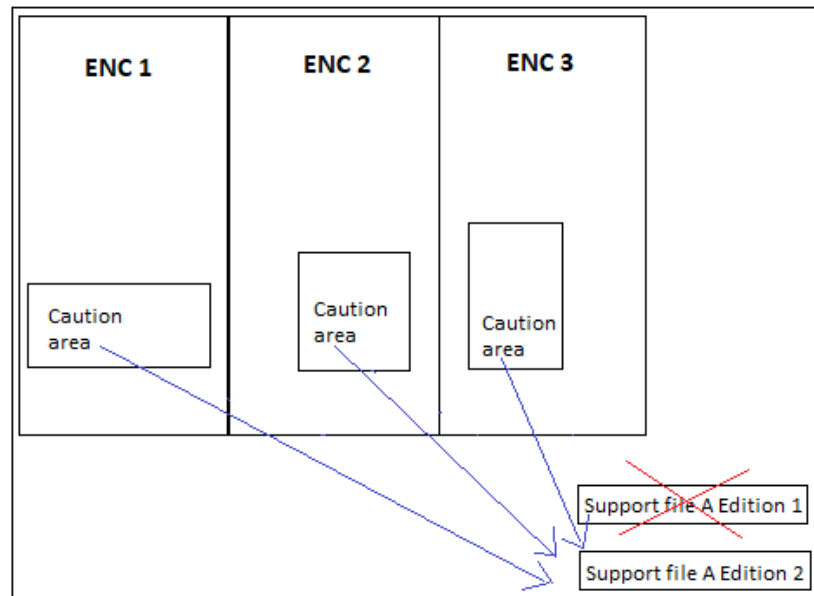 ENC 1
ENC 2
ENC 3
Caution
area
Caution
area
Caution
area
Support file A Edition 1
Support file A Edition 2